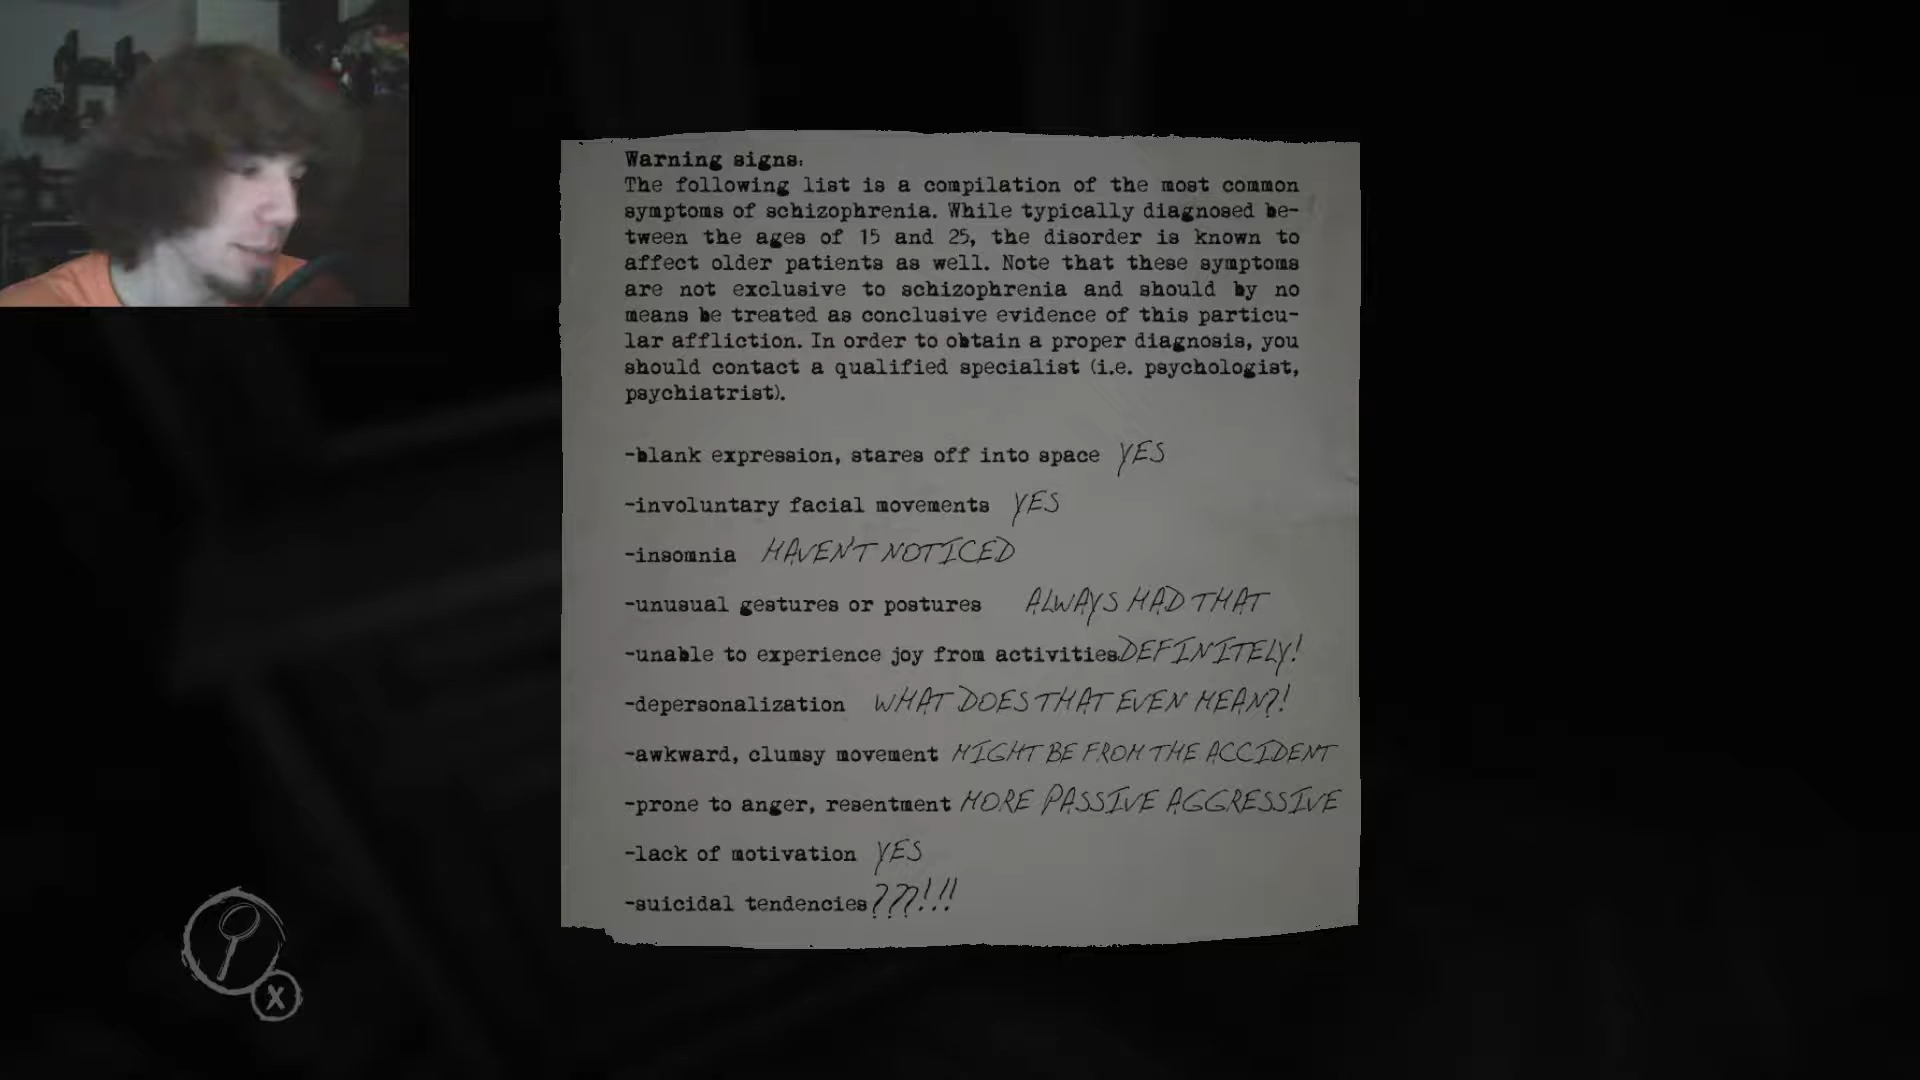 Warning signs:
The following list is a compilation of the most common
symptoms of schizophrenia. While typically diagnosed be-
tween the ages of 15 and 25, the disorder is known to
affect older patients as well. Note that these symptoms
are not exclusive to schizophrenia and should by no
means be treated as conclusive evidence of this particu-
lar affliction. In order to obtain a proper diagnosis, you
should contact a qualified specialist (i.e. psychologist,
psychiatrist).
-blank expression, stares off into space YES
-involuntary facial movements YES
-insomnia HAVEN'T NOTICED
-unusual gestures or postures ALWAYS HAD THAT
-unable to experience joy from activities DEFINITELY!
-depersonalization WHAT DOES THAT EVEN MEAN?!
-awkward, clumsy movement MIGHT BE FROM THE ACCIDENT
-prone to anger, resentment MORE PASSIVE AGGRESSIVE
-lack of motivation YES
-suicidal tendencies ???!!!
X